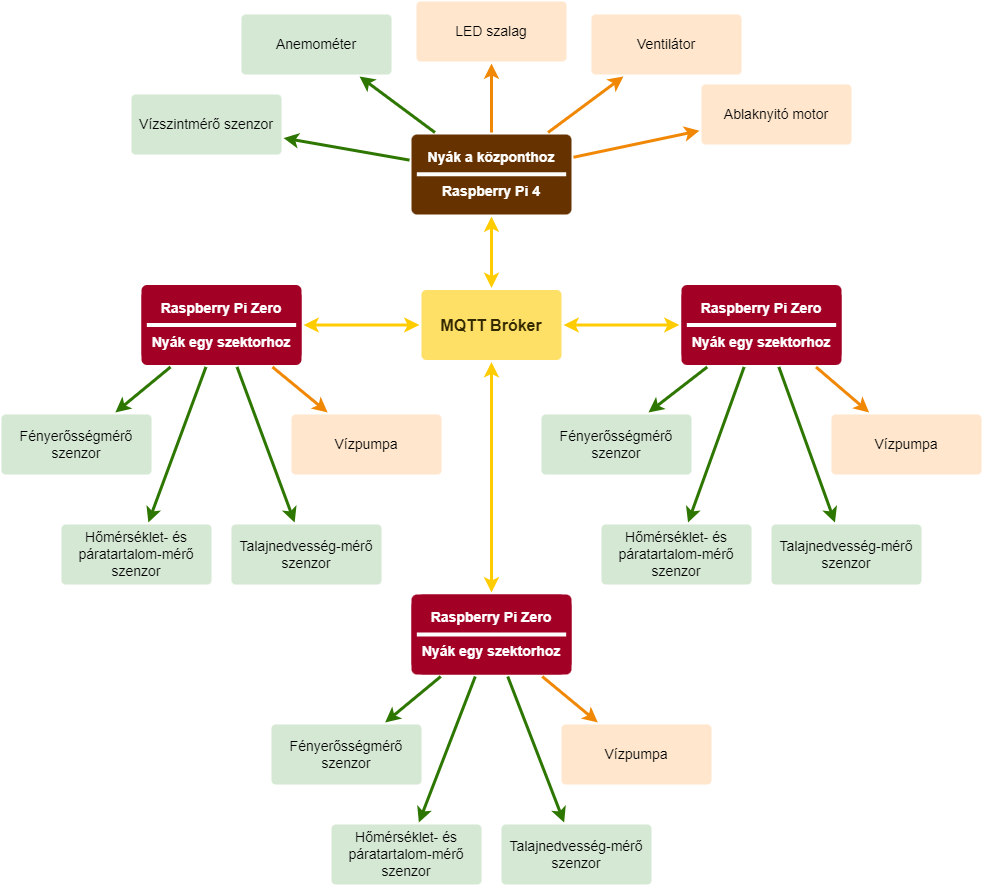 LED szalag
Anemométer
Ventilátor
Vízszintmérő szenzor
Ablaknyitó motor
Nyák a központhoz
Raspberry Pi 4
Raspberry Pi Zero
Nyák egy szektorhoz
MQTT Bróker
Raspberry Pi Zero
Nyák egy szektorhoz
Fényerősségmérő
szenzor
Vízpumpa
Hőmérséklet- és
páratartalom-mérő
szenzor
Talajnedvesség-mérő
szenzor
Fényerősségmérő
szenzor
Vízpumpa
Hőmérséklet- és
páratartalom-mérő
szenzor
Talajnedvesség-mérő
szenzor
Raspberry Pi Zero
Nyák egy szektorhoz
Fényerősségmérő
szenzor
Vízpumpa
Hőmérséklet- és
páratartalom-mérő
szenzor
Talajnedvesség-mérő
szenzor